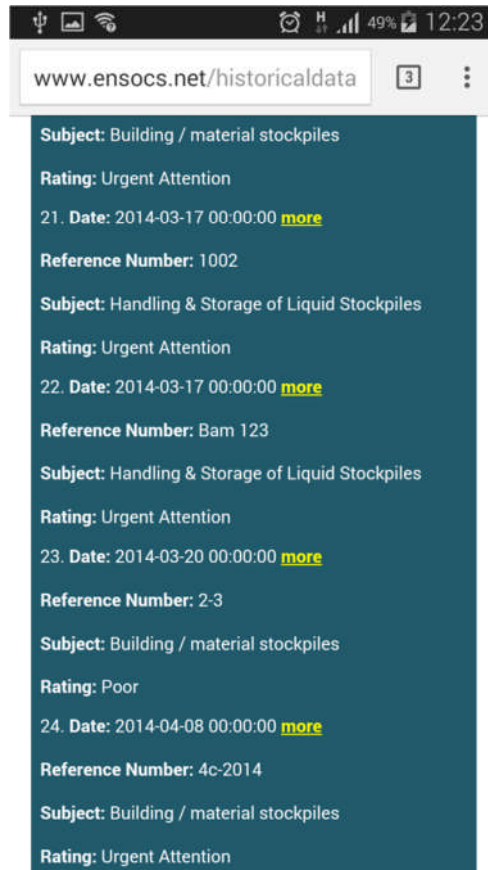 H 49% 12:23
www.ensocs.net/historicaldata 3
Subject: Building / material stockpiles
Rating: Urgent Attention
21. Date: 2014-03-17 00:00:00 more
Reference Number: 1002
Subject: Handling & Storage of Liquid Stockpiles
Rating: Urgent Attention
22. Date: 2014-03-17 00:00:00 more
Reference Number: Bam 123
Subject: Handling & Storage of Liquid Stockpiles
Rating: Urgent Attention
23. Date: 2014-03-20 00:00:00 more
Reference Number: 2-3
Subject: Building / material stockpiles
Rating: Poor
24. Date: 2014-04-08 00:00:00 more
Reference Number: 4c-2014
Subject: Building / material stockpiles
Rating: Urgent Attention